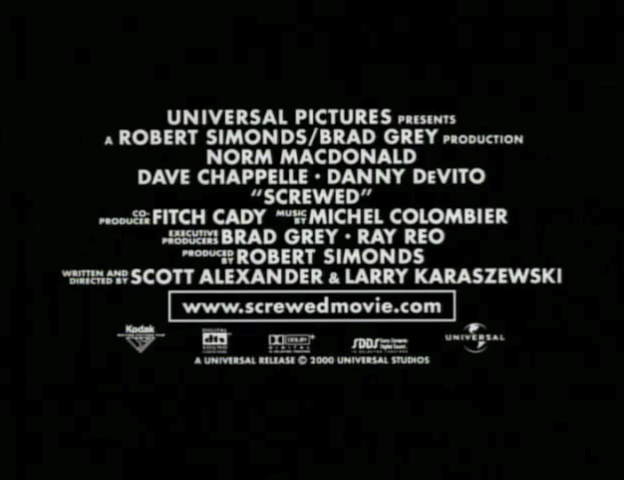 UNIVERSAL PICTURES PRESENTS
A ROBERT SIMONDS/BRAD GREY PRODUCTION
NORM MACDONALD
DAVE CHAPPELLE · DANNY DeVITO
"SCREWED"
CO-PRODUCER FITCH CADY MUSIC BY MICHEL COLOMBIER
EXECUTIVE PRODUCERS BRAD GREY · RAY REO
PRODUCED BY ROBERT SIMONDS
WRITTEN AND DIRECTED BY SCOTT ALEXANDER & LARRY KARASZEWSKI
www.screwedmovie.com
Kodak DIGITAL dts DOLBY DIGITAL SDDS UNIVERSAL
A UNIVERSAL RELEASE © 2000 UNIVERSAL STUDIOS